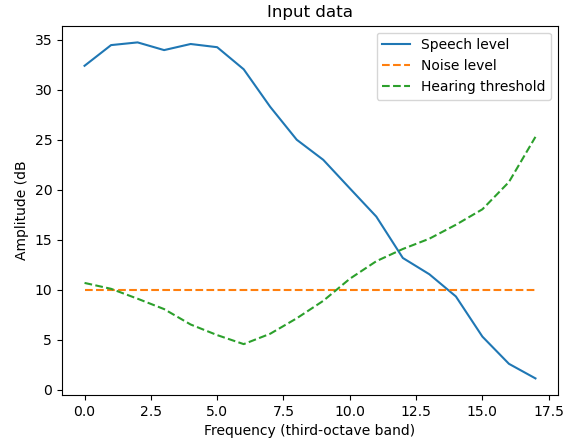 Input data
Speech level
Noise level
Hearing threshold
Amplitude (dB
35
30
25
20
15
10
5
0
0.0 2.5 5.0 7.5 10.0 12.5 15.0 17.5
Frequency (third-octave band)